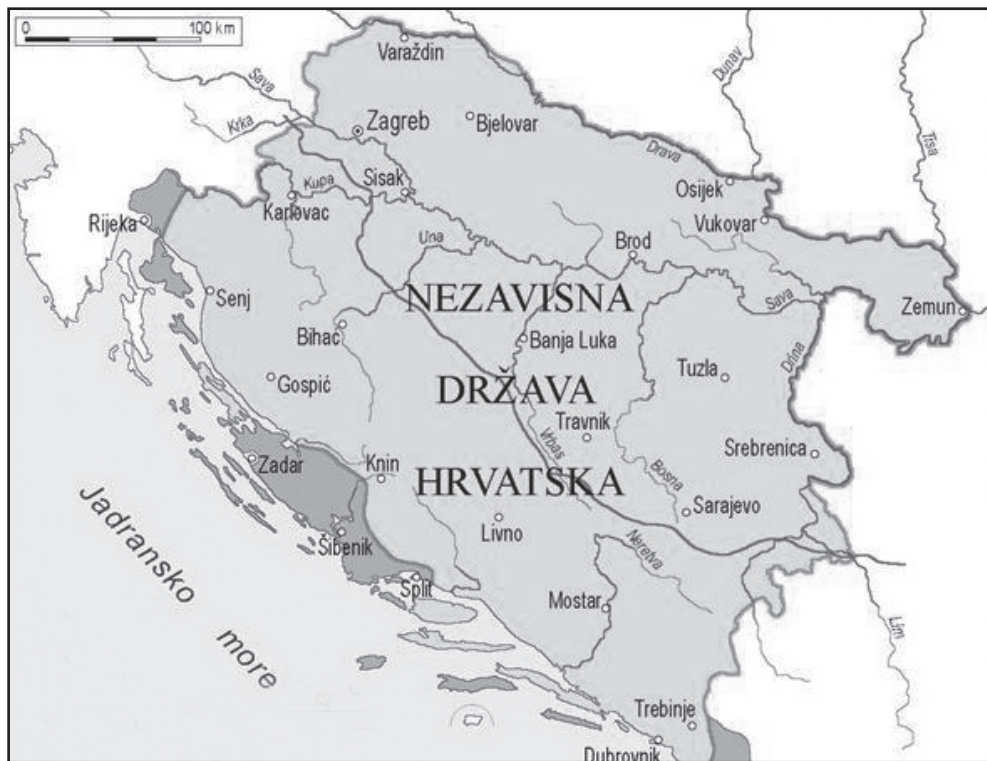 0 100 km
Varaždin
Sava
Dunav
Krka
Zagreb
Bjelovar
Tisa
Drava
Sisak
Kupa
Osijek
Karlovac
Rijeka
Vukovar
Una
Brod
Senj
NEZAVISNA
Sava
Zemun
Bihać
Banja Luka
Drina
Gospić
DRŽAVA
Tuzla
Travnik
Vrbas
Zadar
Knin
Srebrenica
HRVATSKA
Bosna
Sarajevo
Livno
Jadransko
more
Šibenik
Neretva
Split
Mostar
Lim
Trebinje
Dubrovnik